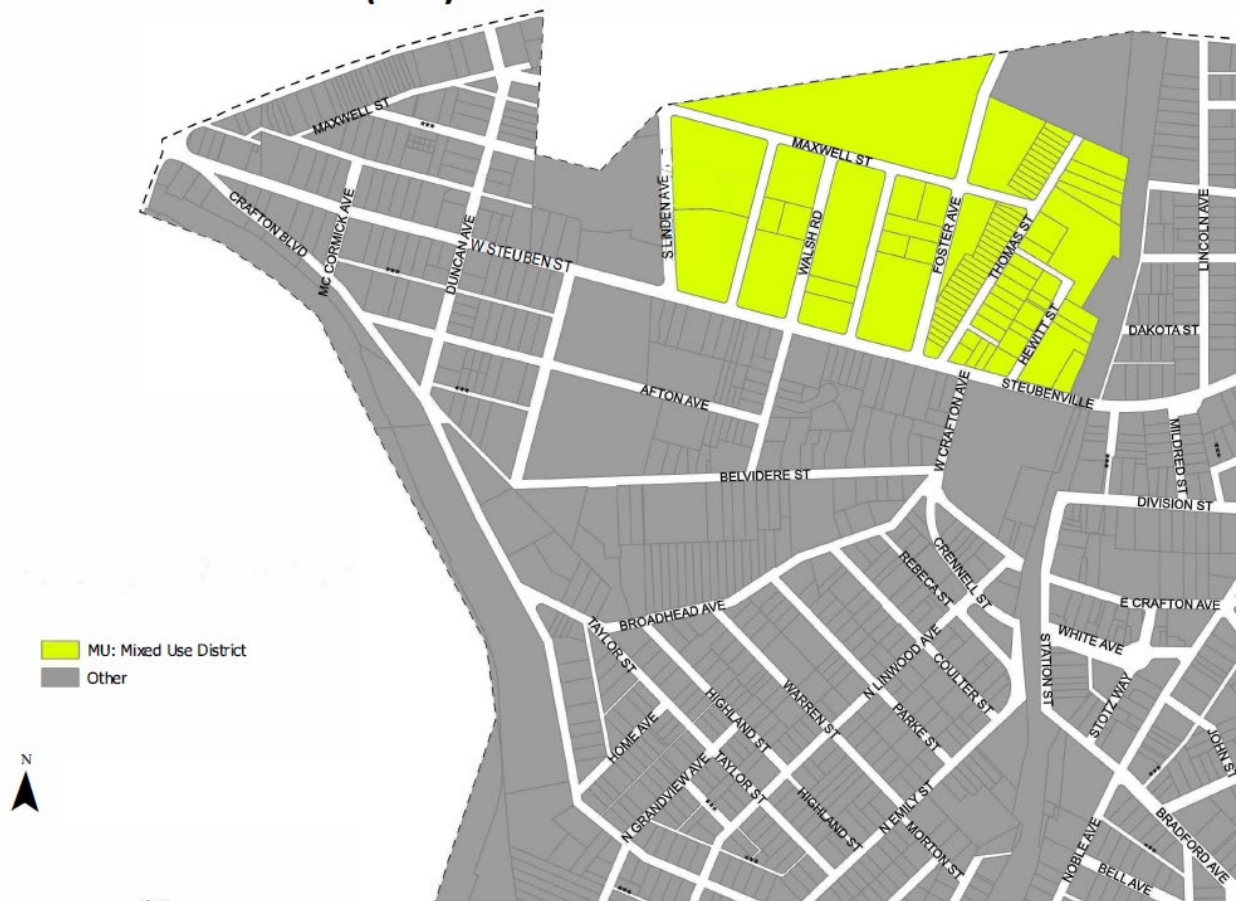 MAXWELL ST
***
MC CORMICK AVE
CRAFTON BLVD
***
DUNCAN AVE
W STEUBEN ST
***
S LINDEN AVE
MAXWELL ST
WALSH RD
FOSTER AVE
THOMAS ST
HEWITT ST
STEUBENVILLE
LINCOLN AVE
DAKOTA ST
AFTON AVE
W CRAFTON AVE
MILDRED ST
***
***
BELVIDERE ST
DIVISION ST
CRENNELL ST
REBECA ST
BROADHEAD AVE
E CRAFTON AVE
WHITE AVE
STATION ST
STOTZ WAY
JOHN ST
***
MU: Mixed Use District
Other
N
TAYLOR ST
HIGHLAND ST
WARREN ST
N LINWOOD AVE
COULTER ST
PARKE ST
HOME AVE
N GRANDVIEW AVE
TAYLOR ST
***
HIGHLAND ST
N EMILY ST
MORTON ST
***
***
NOBLE AVE
BRADFORD AVE
***
BELL AVE